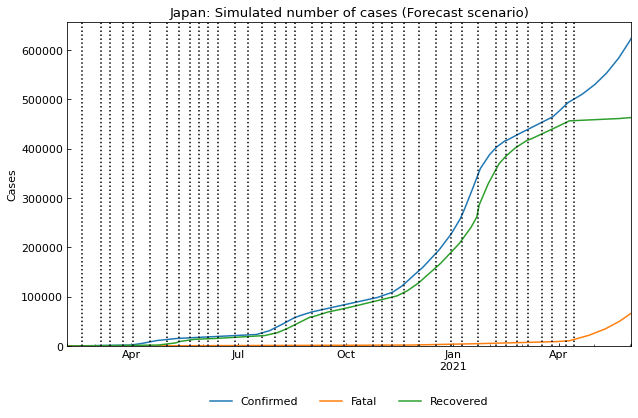 Japan: Simulated number of cases (Forecast scenario)
600000
500000
400000
300000
200000
100000
0
Cases
Apr
Jul
Oct
Jan
2021
Apr
Confirmed
Fatal
Recovered